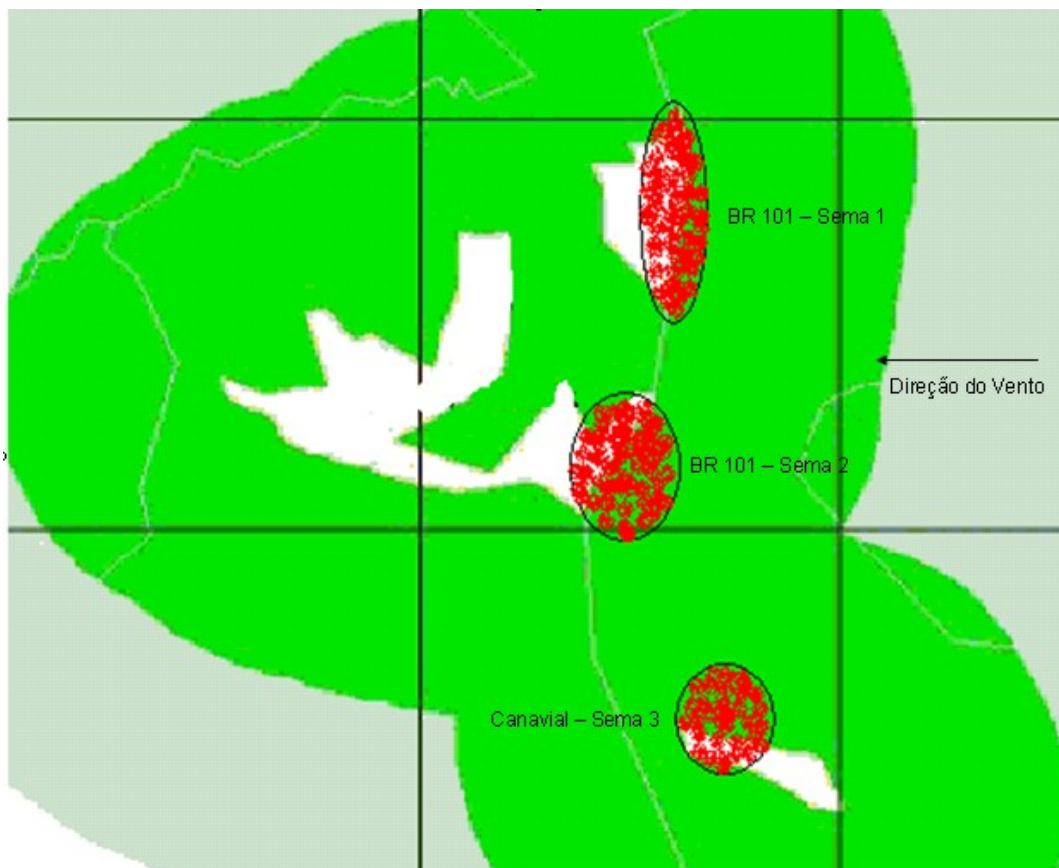 BR 101 – Sema 1
Direção do Vento
BR 101 – Sema 2
Canavial – Sema 3